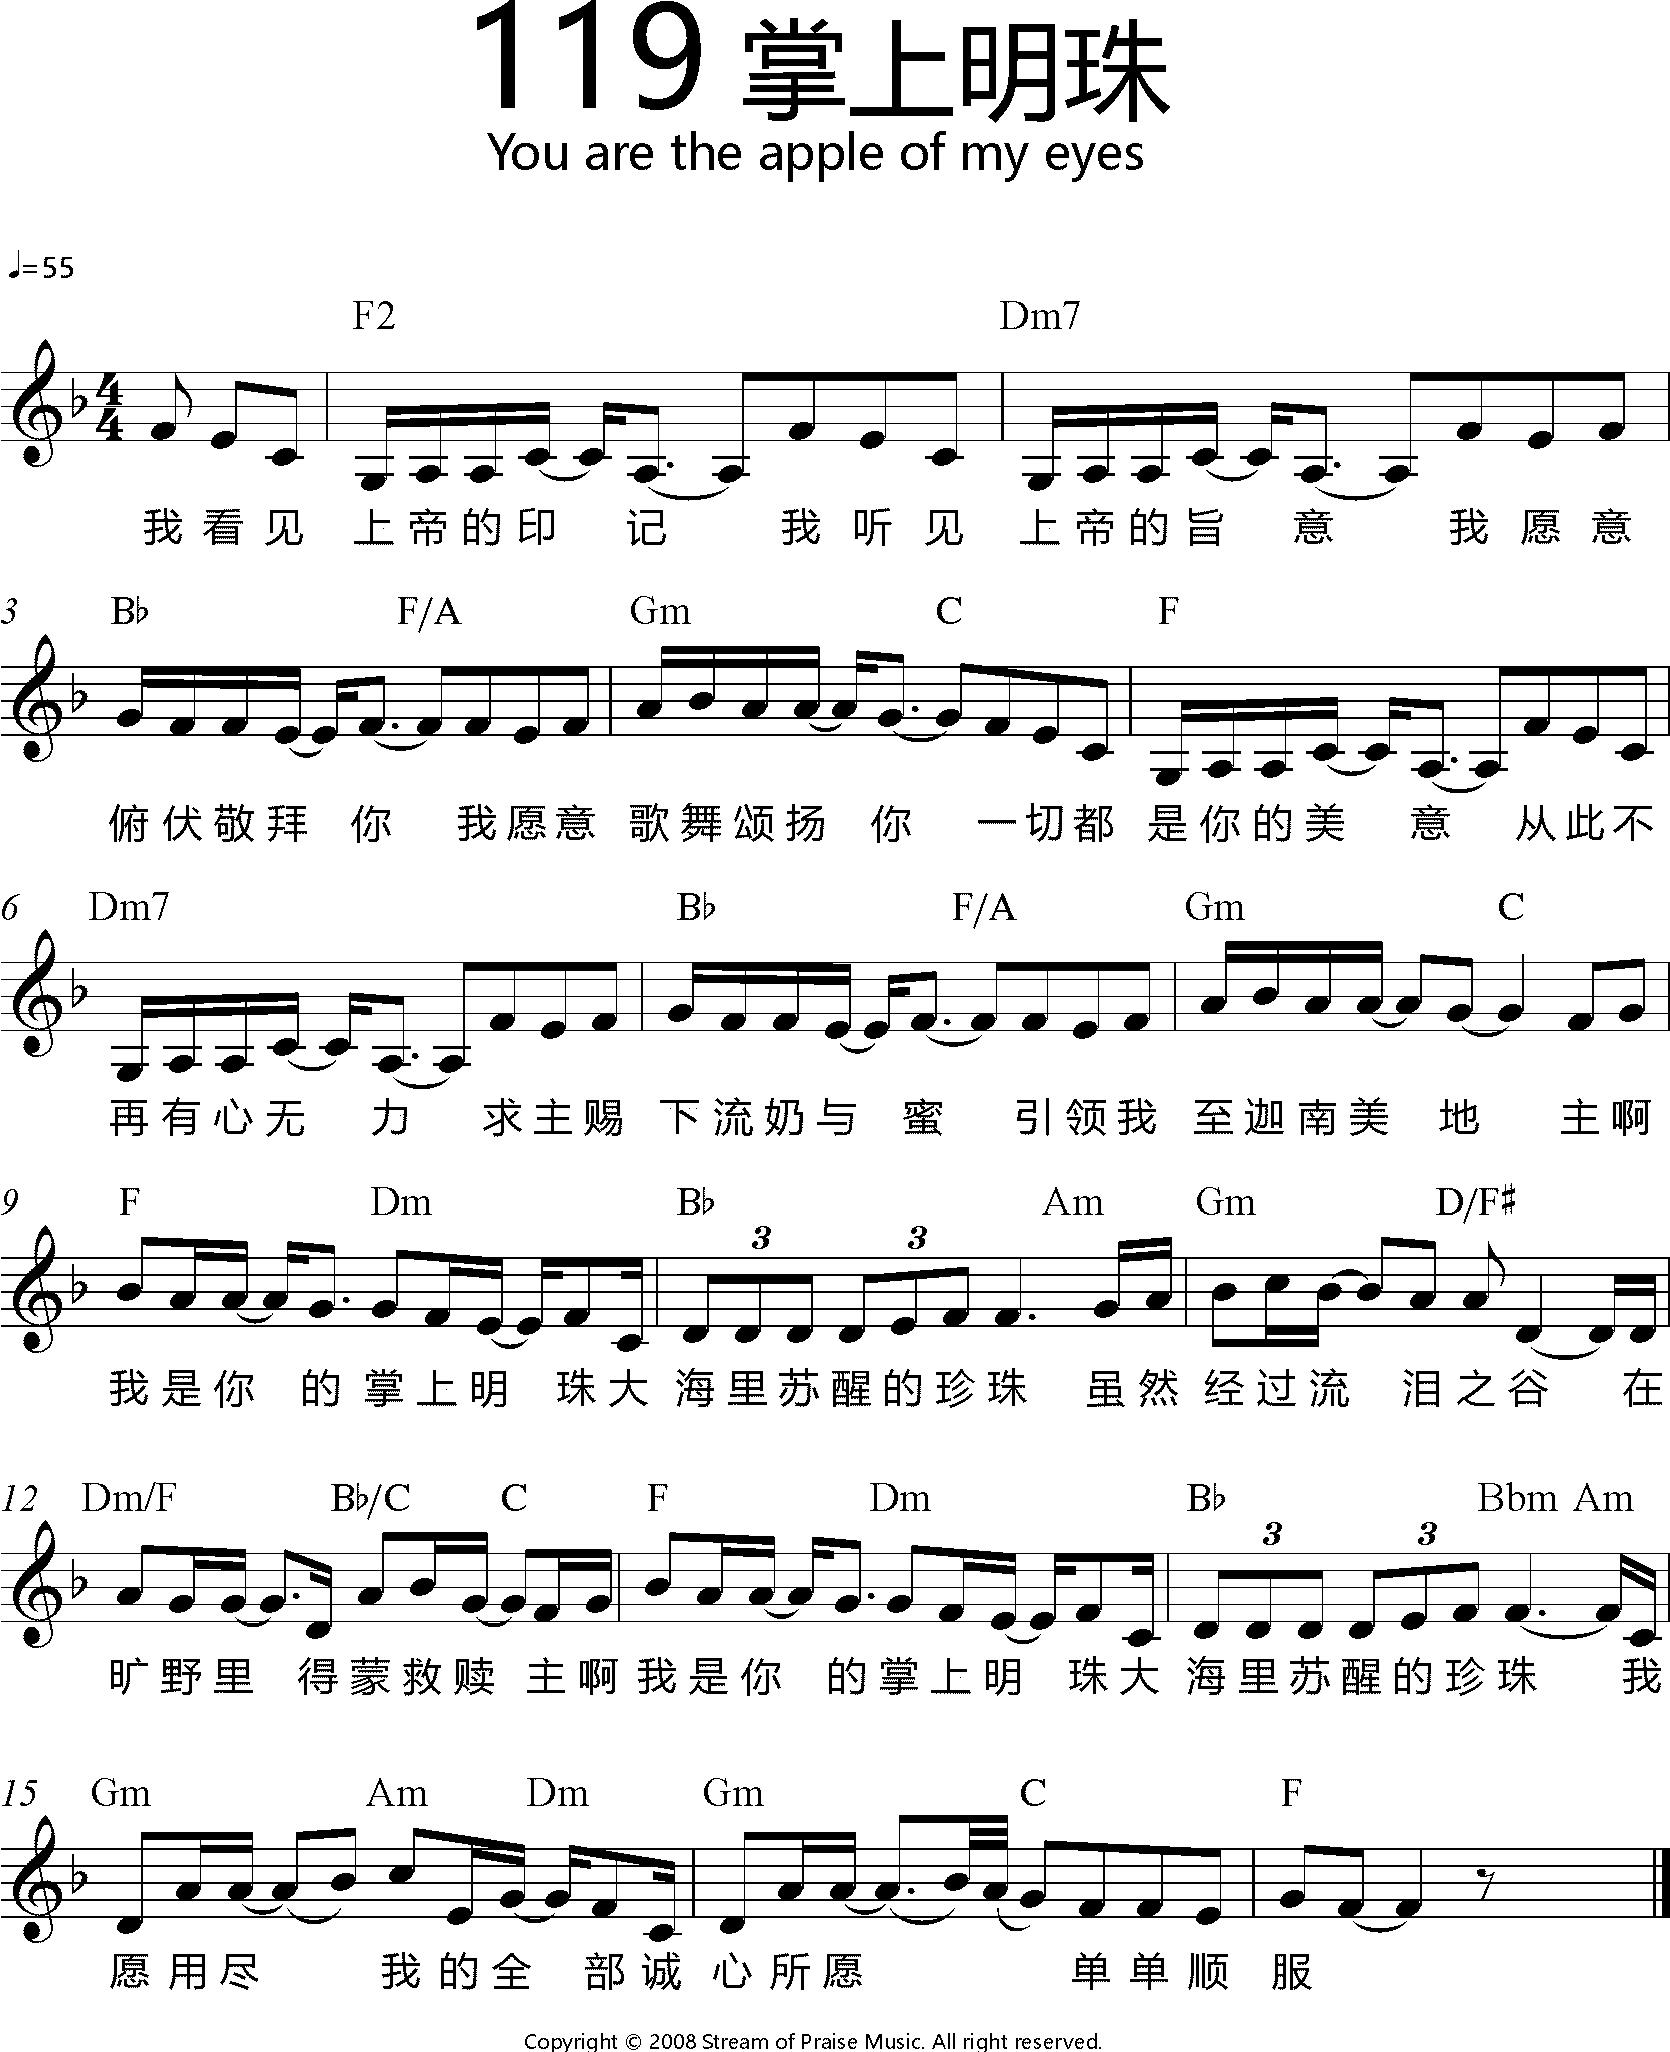 119 掌上明珠
You are the apple of my eyes
♩=55
F2 Dm7
4
4
我看见 上帝的印 记 我听见 上帝的旨 意 我愿意
3 B♭ F/A Gm C F
俯伏敬拜 你 我愿意 歌舞颂扬 你 一切都 是你的美 意 从此不
6 Dm7 B♭ F/A Gm C
再有心无 力 求主赐 下流奶与 蜜 引领我 至迦南美 地 主啊
9 F Dm B♭ Am Gm D/F♯
3 3
我是你 的掌上明 珠大 海里苏醒的珍珠 虽然 经过流 泪之谷 在
12 Dm/F B♭/C C F Dm B♭ Bbm Am
3 3
旷野里 得蒙救赎 主啊 我是你 的掌上明 珠大 海里苏醒的珍珠 我
15 Gm Am Dm Gm C F
愿用尽 我的全 部诚 心所愿 单单顺 服
Copyright © 2008 Stream of Praise Music. All right reserved.